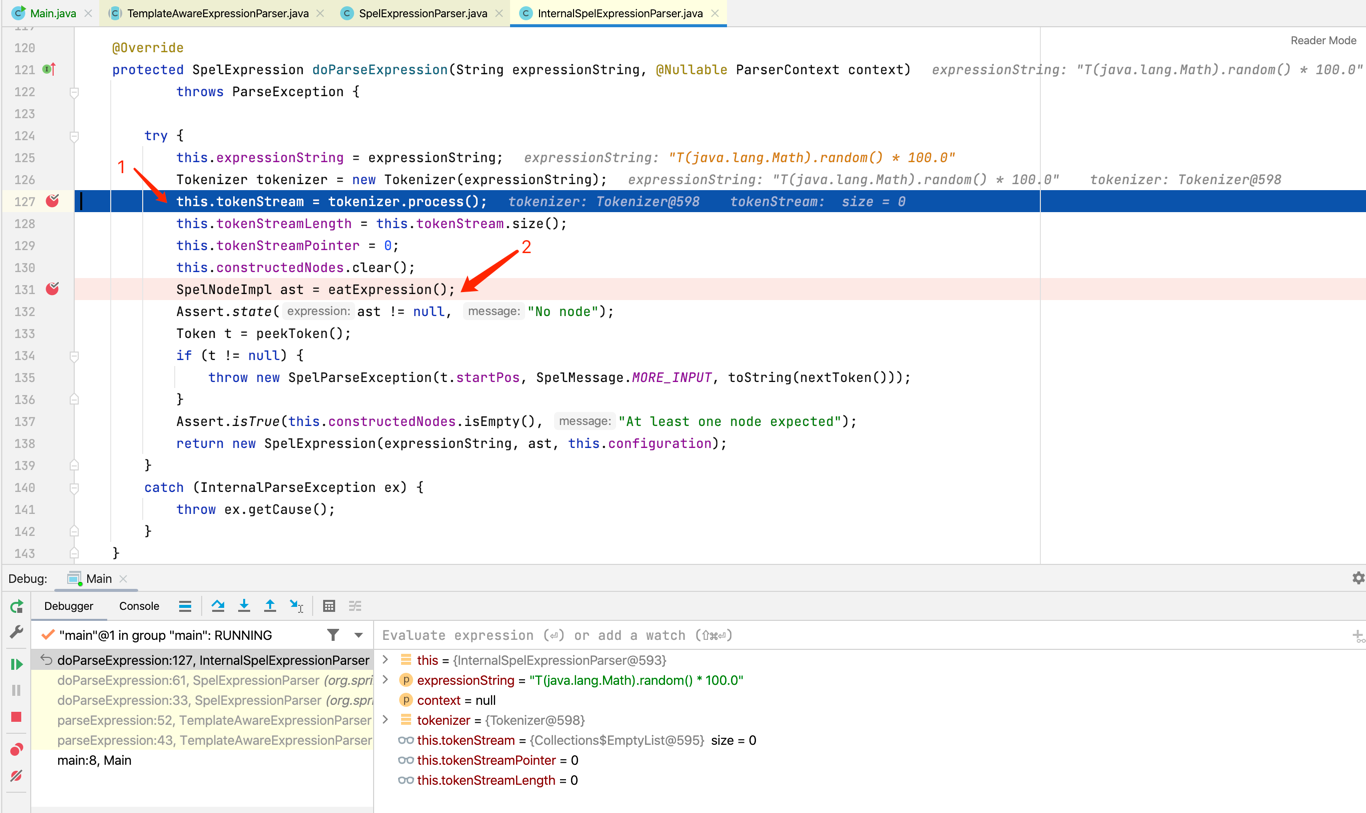 Main.java TemplateAwareExpressionParser.java SpelExpressionParser.java InternalSpelExpressionParser.java
Reader Mode
120 @Override
121 protected SpelExpression doParseExpression(String expressionString, @Nullable ParserContext context) expressionString: "T(java.lang.Math).random() * 100.0"
122 throws ParseException {
123
124 try {
125 this.expressionString = expressionString; expressionString: "T(java.lang.Math).random() * 100.0"
1
126 Tokenizer tokenizer = new Tokenizer(expressionString); expressionString: "T(java.lang.Math).random() * 100.0" tokenizer: Tokenizer@598
127 this.tokenStream = tokenizer.process(); tokenizer: Tokenizer@598 tokenStream: size = 0
128 this.tokenStreamLength = this.tokenStream.size();
129 this.tokenStreamPointer = 0;
2
130 this.constructedNodes.clear();
131 SpelNodeImpl ast = eatExpression();
132 Assert.state( expression: ast != null, message: "No node");
133 Token t = peekToken();
134 if (t != null) {
135 throw new SpelParseException(t.startPos, SpelMessage.MORE_INPUT, toString(nextToken()));
136 }
137 Assert.isTrue(this.constructedNodes.isEmpty(), message: "At least one node expected");
138 return new SpelExpression(expressionString, ast, this.configuration);
139 }
140 catch (InternalParseException ex) {
141 throw ex.getCause();
142 }
143 }
Debug: Main
Debugger Console
"main"@1 in group "main": RUNNING
Evaluate expression (⏎) or add a watch (⇧⌘⏎)
doParseExpression:127, InternalSpelExpressionParser
doParseExpression:61, SpelExpressionParser (org.spri
doParseExpression:33, SpelExpressionParser (org.spri
parseExpression:52, TemplateAwareExpressionParser
parseExpression:43, TemplateAwareExpressionParser
main:8, Main
this = {InternalSpelExpressionParser@593}
expressionString = "T(java.lang.Math).random() * 100.0"
context = null
tokenizer = {Tokenizer@598}
this.tokenStream = {Collections$EmptyList@595} size = 0
this.tokenStreamPointer = 0
this.tokenStreamLength = 0